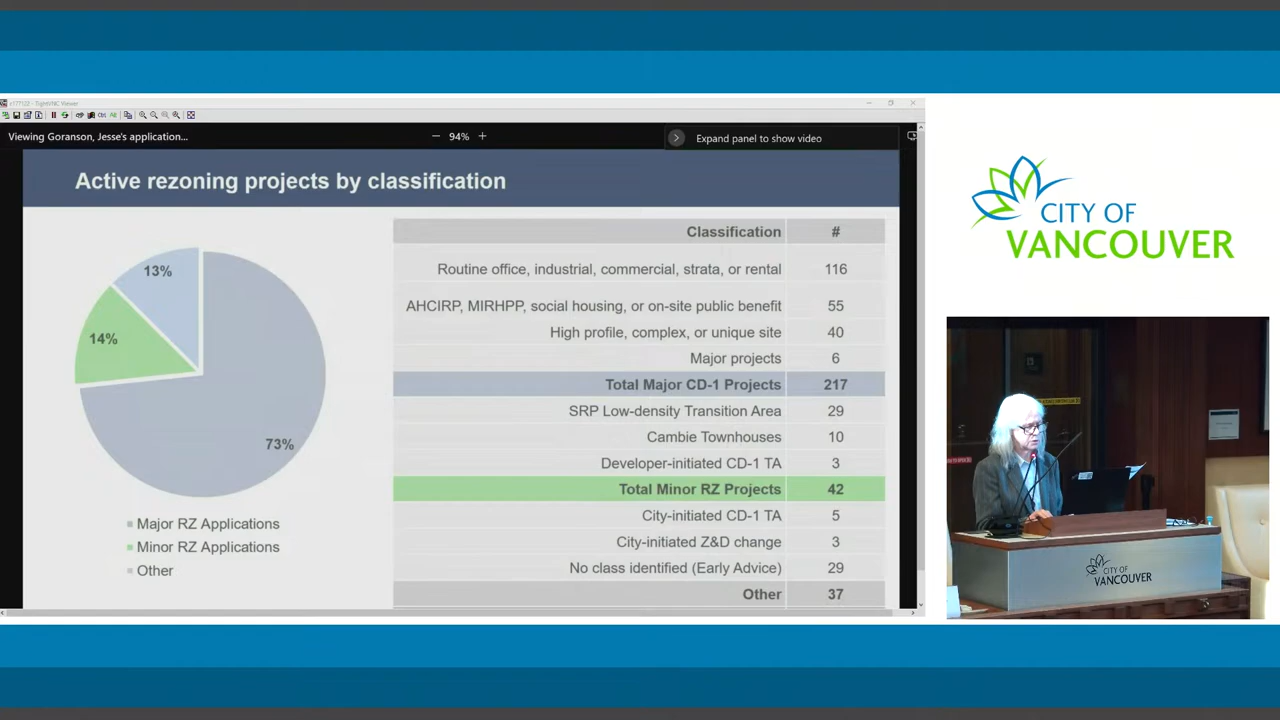 Viewing Goranson, Jesse's application...
94%
Expand panel to show video
Active rezoning projects by classification
13%
14%
73%
Major RZ Applications
Minor RZ Applications
Other
Classification #
Routine office, industrial, commercial, strata, or rental 116
AHCIRP, MIRHPP, social housing, or on-site public benefit 55
High profile, complex, or unique site 40
Major projects 6
Total Major CD-1 Projects 217
SRP Low-density Transition Area 29
Cambie Townhouses 10
Developer-initiated CD-1 TA 3
Total Minor RZ Projects 42
City-initiated CD-1 TA 5
City-initiated Z&D change 3
No class identified (Early Advice) 29
Other 37
CITY OF
VANCOUVER
CITY OF
VANCOUVER